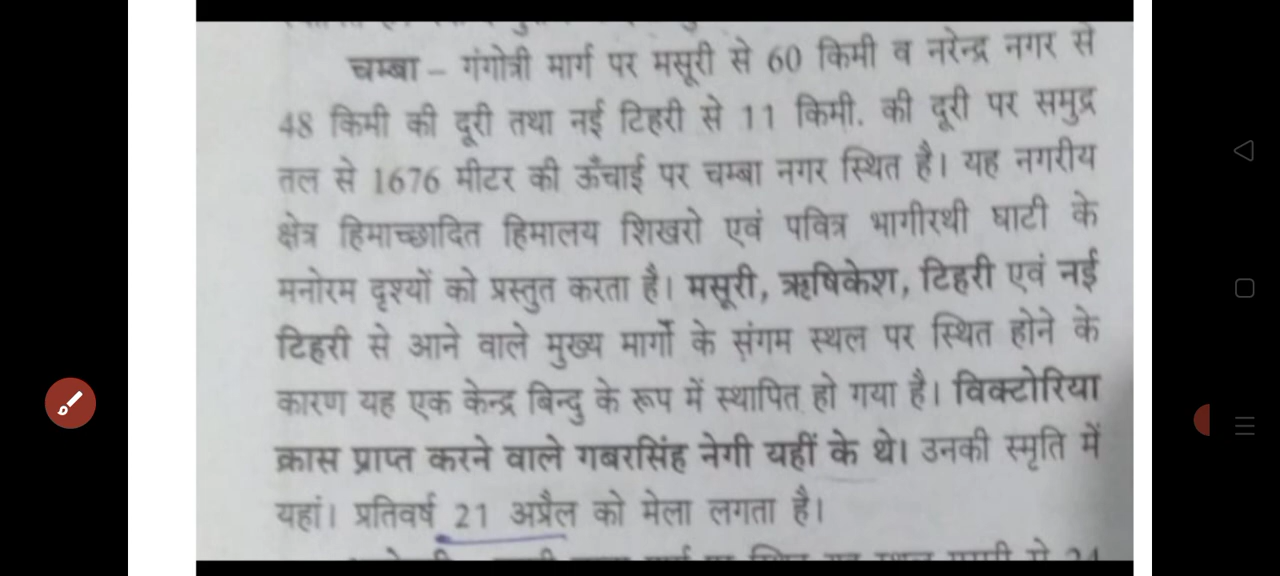 चम्बा – गंगोत्री मार्ग पर मसूरी से 60 किमी व नरेन्द्र नगर से
48 किमी की दूरी तथा नई टिहरी से 11 किमी. की दूरी पर समुद्र
तल से 1676 मीटर की ऊँचाई पर चम्बा नगर स्थित है। यह नगरीय
क्षेत्र हिमाच्छादित हिमालय शिखरो एवं पवित्र भागीरथी घाटी के
मनोरम दृश्यों को प्रस्तुत करता है। मसूरी, ऋषिकेश, टिहरी एवं नई
टिहरी से आने वाले मुख्य मार्गों के संगम स्थल पर स्थित होने के
कारण यह एक केन्द्र बिन्दु के रूप में स्थापित हो गया है। विक्टोरिया
क्रास प्राप्त करने वाले गबरसिंह नेगी यहीं के थे। उनकी स्मृति में
यहां। प्रतिवर्ष 21 अप्रैल को मेला लगता है।